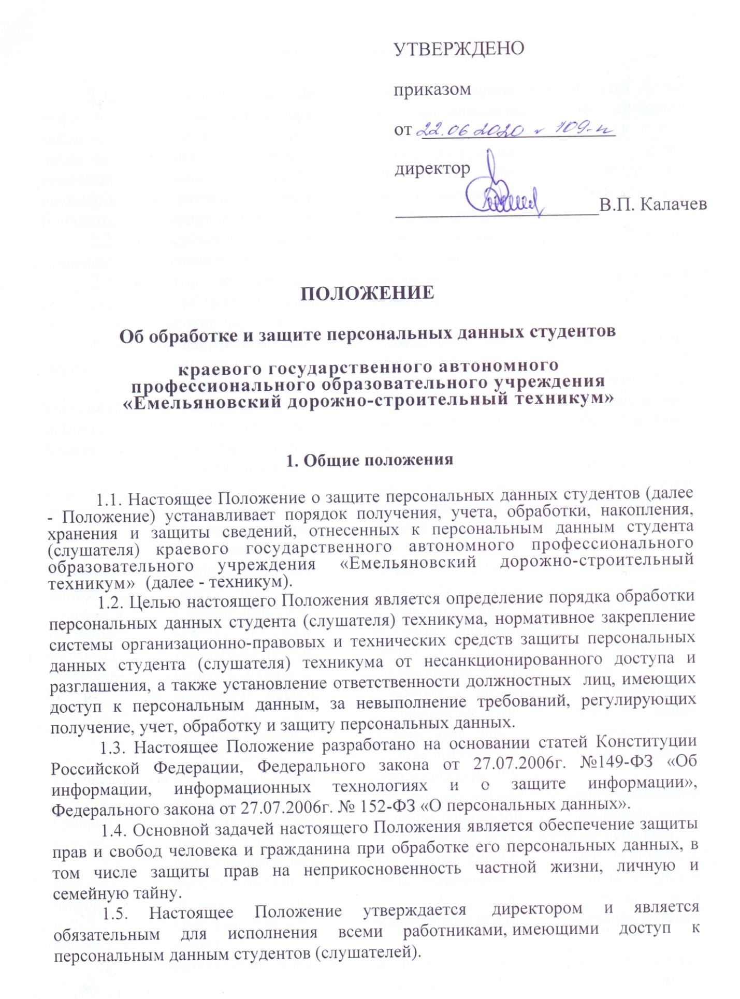 УТВЕРЖДЕНО
приказом
от 22.06 2020 № 109-п
директор
В.П. Калачев
ПОЛОЖЕНИЕ
Об обработке и защите персональных данных студентов
краевого государственного автономного
профессионального образовательного учреждения
«Емельяновский дорожно-строительный техникум»
1. Общие положения
1.1. Настоящее Положение о защите персональных данных студентов (далее
- Положение) устанавливает порядок получения, учета, обработки, накопления,
хранения и защиты сведений, отнесенных к персональным данным студента
(слушателя) краевого государственного автономного профессионального
образовательного учреждения «Емельяновский дорожно-строительный
техникум» (далее - техникум).
1.2. Целью настоящего Положения является определение порядка обработки
персональных данных студента (слушателя) техникума, нормативное закрепление
системы организационно-правовых и технических средств защиты персональных
данных студента (слушателя) техникума от несанкционированного доступа и
разглашения, а также установление ответственности должностных лиц, имеющих
доступ к персональным данным, за невыполнение требований, регулирующих
получение, учет, обработку и защиту персональных данных.
1.3. Настоящее Положение разработано на основании статей Конституции
Российской Федерации, Федерального закона от 27.07.2006г. №149-ФЗ «Об
информации, информационных технологиях и о защите информации»,
Федерального закона от 27.07.2006г. № 152-ФЗ «О персональных данных».
1.4. Основной задачей настоящего Положения является обеспечение защиты
прав и свобод человека и гражданина при обработке его персональных данных, в
том числе защиты прав на неприкосновенность частной жизни, личную и
семейную тайну.
1.5. Настоящее Положение утверждается директором и является
обязательным для исполнения всеми работниками, имеющими доступ к
персональным данным студентов (слушателей).